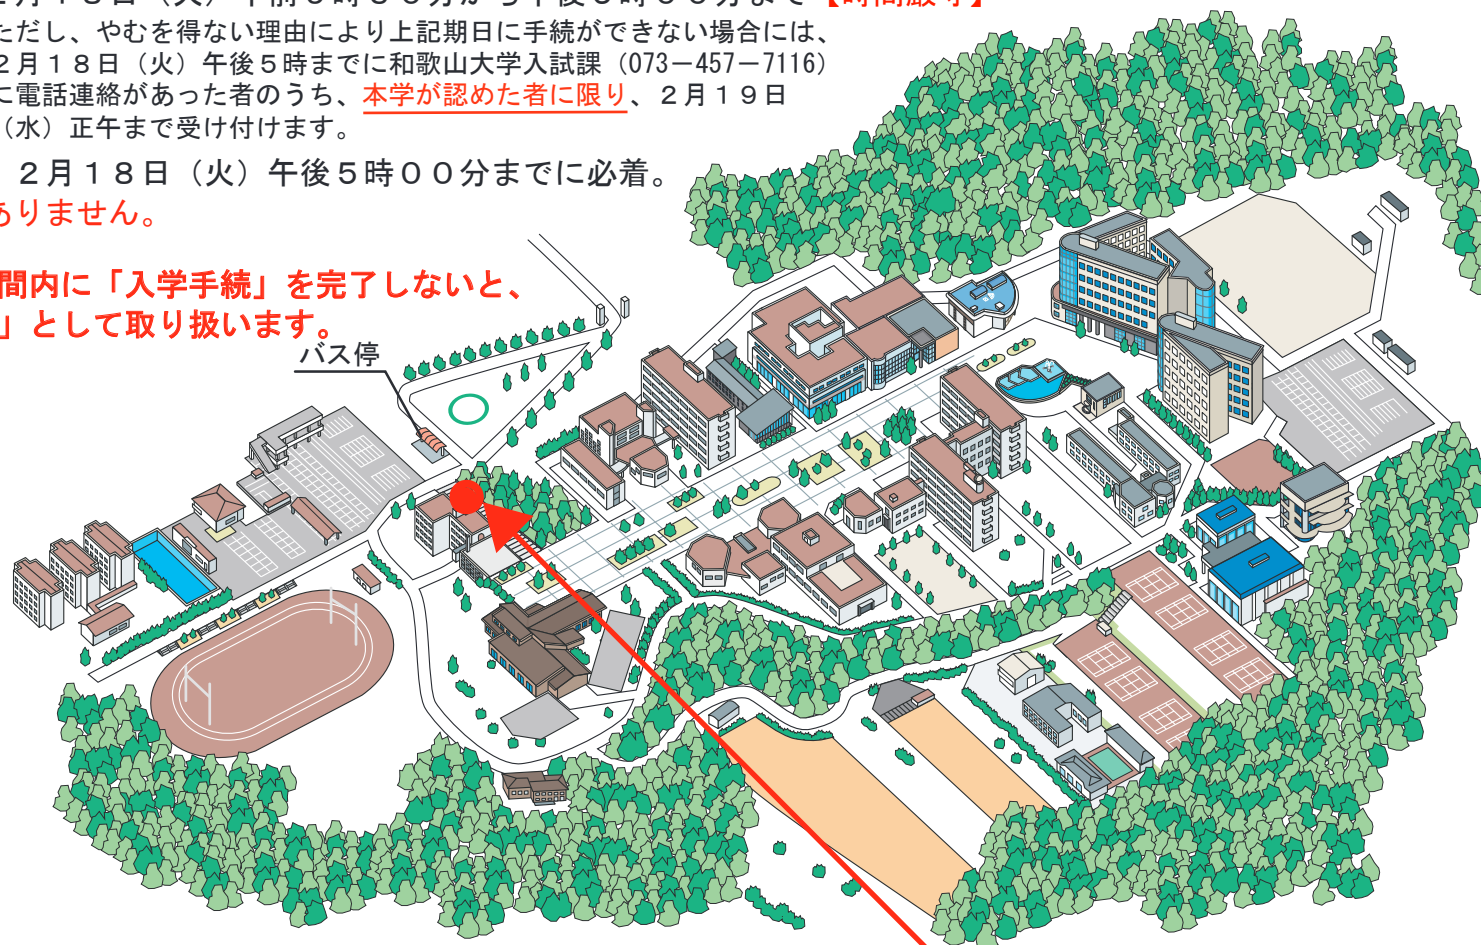 ただし、やむを得ない理由により上記期日に手続ができない場合には、
２月１８日（火）午後５時までに和歌山大学入試課（073－457－7116）
に電話連絡があった者のうち、本学が認めた者に限り、２月１９日
（水）正午まで受け付けます。
２月１８日（火）午後５時００分までに必着。
ありません。
間内に「入学手続」を完了しないと、
」として取り扱います。
バス停